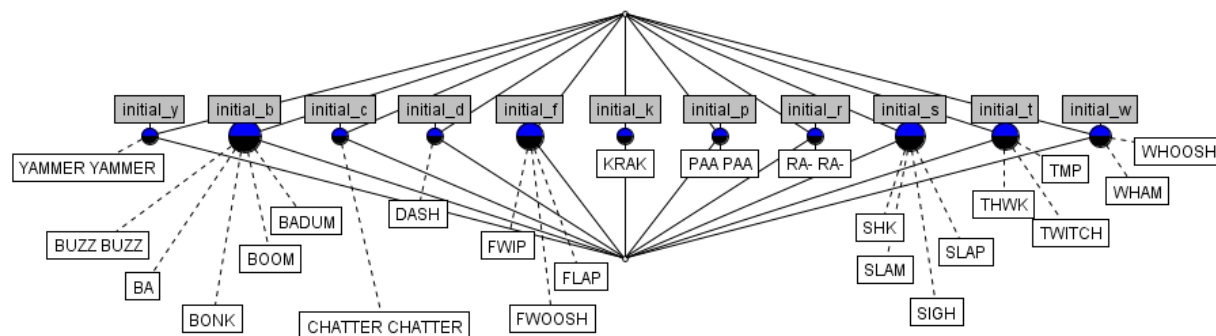 initial_y
initial_b
initial_c
initial_d
initial_f
initial_k
initial_p
initial_r
initial_s
initial_t
initial_w
YAMMER YAMMER
KRAK
PAA PAA
RA- RA-
TMP
WHOOSH
WHAM
BUZZ BUZZ
BADUM
DASH
THWK
BA
BOOM
FWIP
FLAP
SHK
SLAP
TWITCH
SLAM
BONK
CHATTER CHATTER
FWOOSH
SIGH